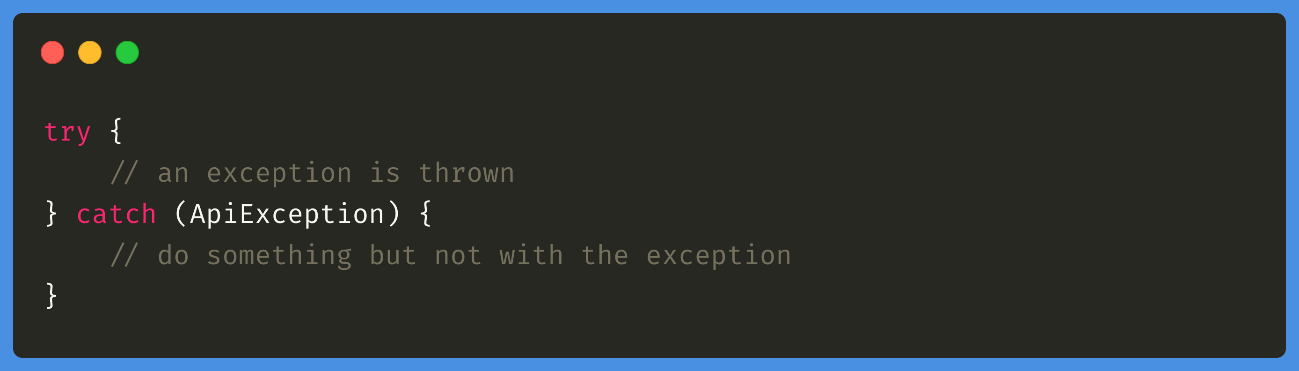 try {
    // an exception is thrown
} catch (ApiException) {
    // do something but not with the exception
}